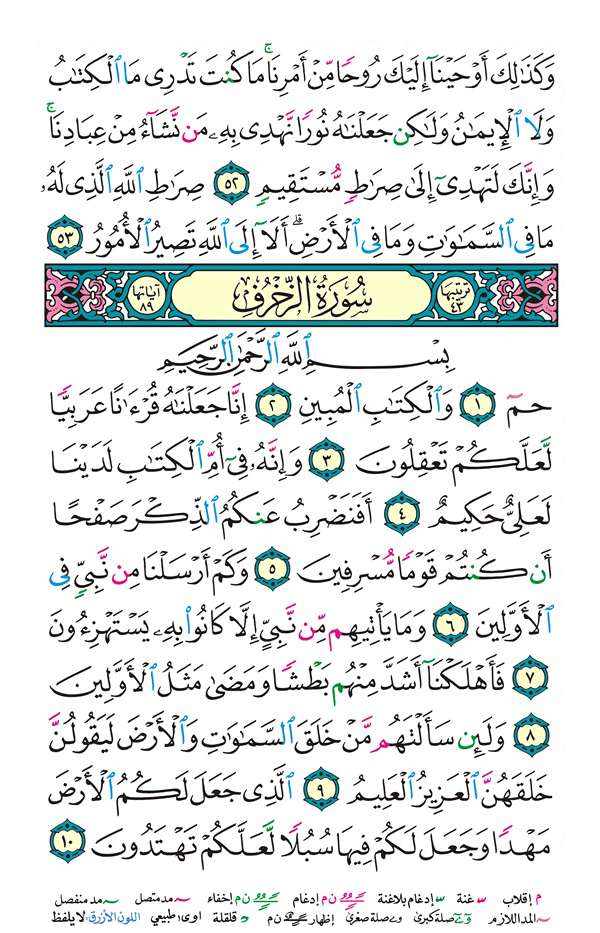 وَكَذَٰلِكَ أَوْحَيْنَآ إِلَيْكَ رُوحًا مِّنْ أَمْرِنَا ۚ مَا كُنتَ تَدْرِى مَا ٱلْكِتَٰبُ
وَلَا ٱلْإِيمَٰنُ وَلَٰكِن جَعَلْنَٰهُ نُورًا نَّهْدِى بِهِۦ مَن نَّشَآءُ مِنْ عِبَادِنَا ۚ
وَإِنَّكَ لَتَهْدِىٓ إِلَىٰ صِرَٰطٍ مُّسْتَقِيمٍ ٥٢ صِرَٰطِ ٱللَّهِ ٱلَّذِى لَهُۥ
مَا فِى ٱلسَّمَٰوَٰتِ وَمَا فِى ٱلْأَرْضِ ۗ أَلَآ إِلَى ٱللَّهِ تَصِيرُ ٱلْأُمُورُ ٥٣
ترتيبها ٤٣ سُورَةُ الزُّخْرُفِ آياتها ٨٩
بِسْمِ ٱللَّهِ ٱلرَّحْمَٰنِ ٱلرَّحِيمِ
حمٓ ١ وَٱلْكِتَٰبِ ٱلْمُبِينِ ٢ إِنَّا جَعَلْنَٰهُ قُرْءَٰنًا عَرَبِيًّا
لَّعَلَّكُمْ تَعْقِلُونَ ٣ وَإِنَّهُۥ فِىٓ أُمِّ ٱلْكِتَٰبِ لَدَيْنَا
لَعَلِىٌّ حَكِيمٌ ٤ أَفَنَضْرِبُ عَنكُمُ ٱلذِّكْرَ صَفْحًا
أَن كُنتُمْ قَوْمًا مُّسْرِفِينَ ٥ وَكَمْ أَرْسَلْنَا مِن نَّبِىٍّ فِى
ٱلْأَوَّلِينَ ٦ وَمَا يَأْتِيهِم مِّن نَّبِىٍّ إِلَّا كَانُوا۟ بِهِۦ يَسْتَهْزِءُونَ
٧ فَأَهْلَكْنَآ أَشَدَّ مِنْهُم بَطْشًا وَمَضَىٰ مَثَلُ ٱلْأَوَّلِينَ
٨ وَلَئِن سَأَلْتَهُم مَّنْ خَلَقَ ٱلسَّمَٰوَٰتِ وَٱلْأَرْضَ لَيَقُولُنَّ
خَلَقَهُنَّ ٱلْعَزِيزُ ٱلْعَلِيمُ ٩ ٱلَّذِى جَعَلَ لَكُمُ ٱلْأَرْضَ
مَهْدًا وَجَعَلَ لَكُمْ فِيهَا سُبُلًا لَّعَلَّكُمْ تَهْتَدُونَ ١٠
م إقلاب غنة إدغام بلاغنة ن م إدغام ن م إخفاء مد متصل مد منفصل
المد اللازم صلة كبرى صلة صغرى إظهار ن م قلقلة اوى: طبيعي اللون الأزرق: لا يلفظ